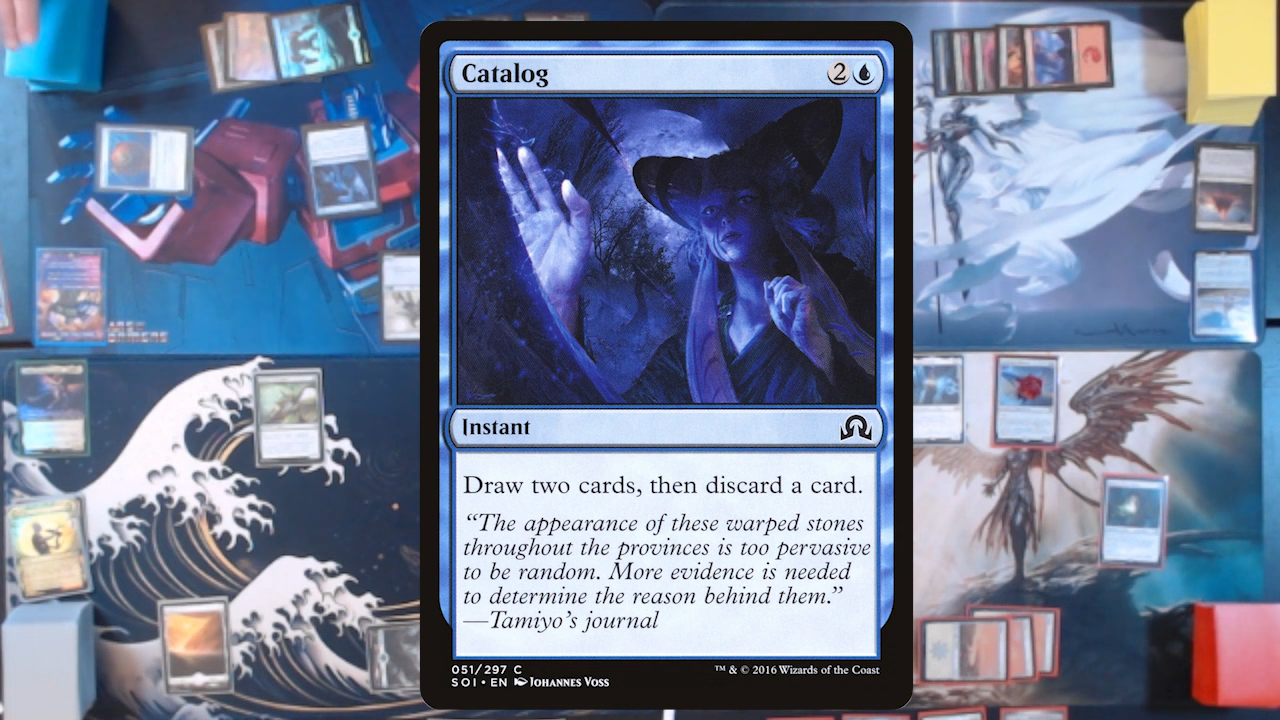 Catalog 2
Instant
Draw two cards, then discard a card.
“The appearance of these warped stones
throughout the provinces is too pervasive
to be random. More evidence is needed
to determine the reason behind them.”
—Tamiyo’s journal
051/297 C
SOI • EN Johannes Voss
™ & © 2016 Wizards of the Coast